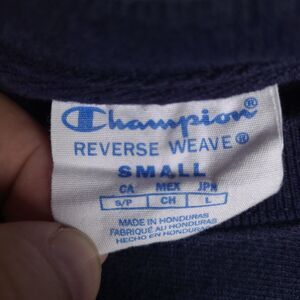 Champion®
REVERSE WEAVE®
SMALL
CA MEX JPN
S/P CH L
MADE IN HONDURAS
FABRIQUÉ AU HONDURAS
HECHO EN HONDURAS